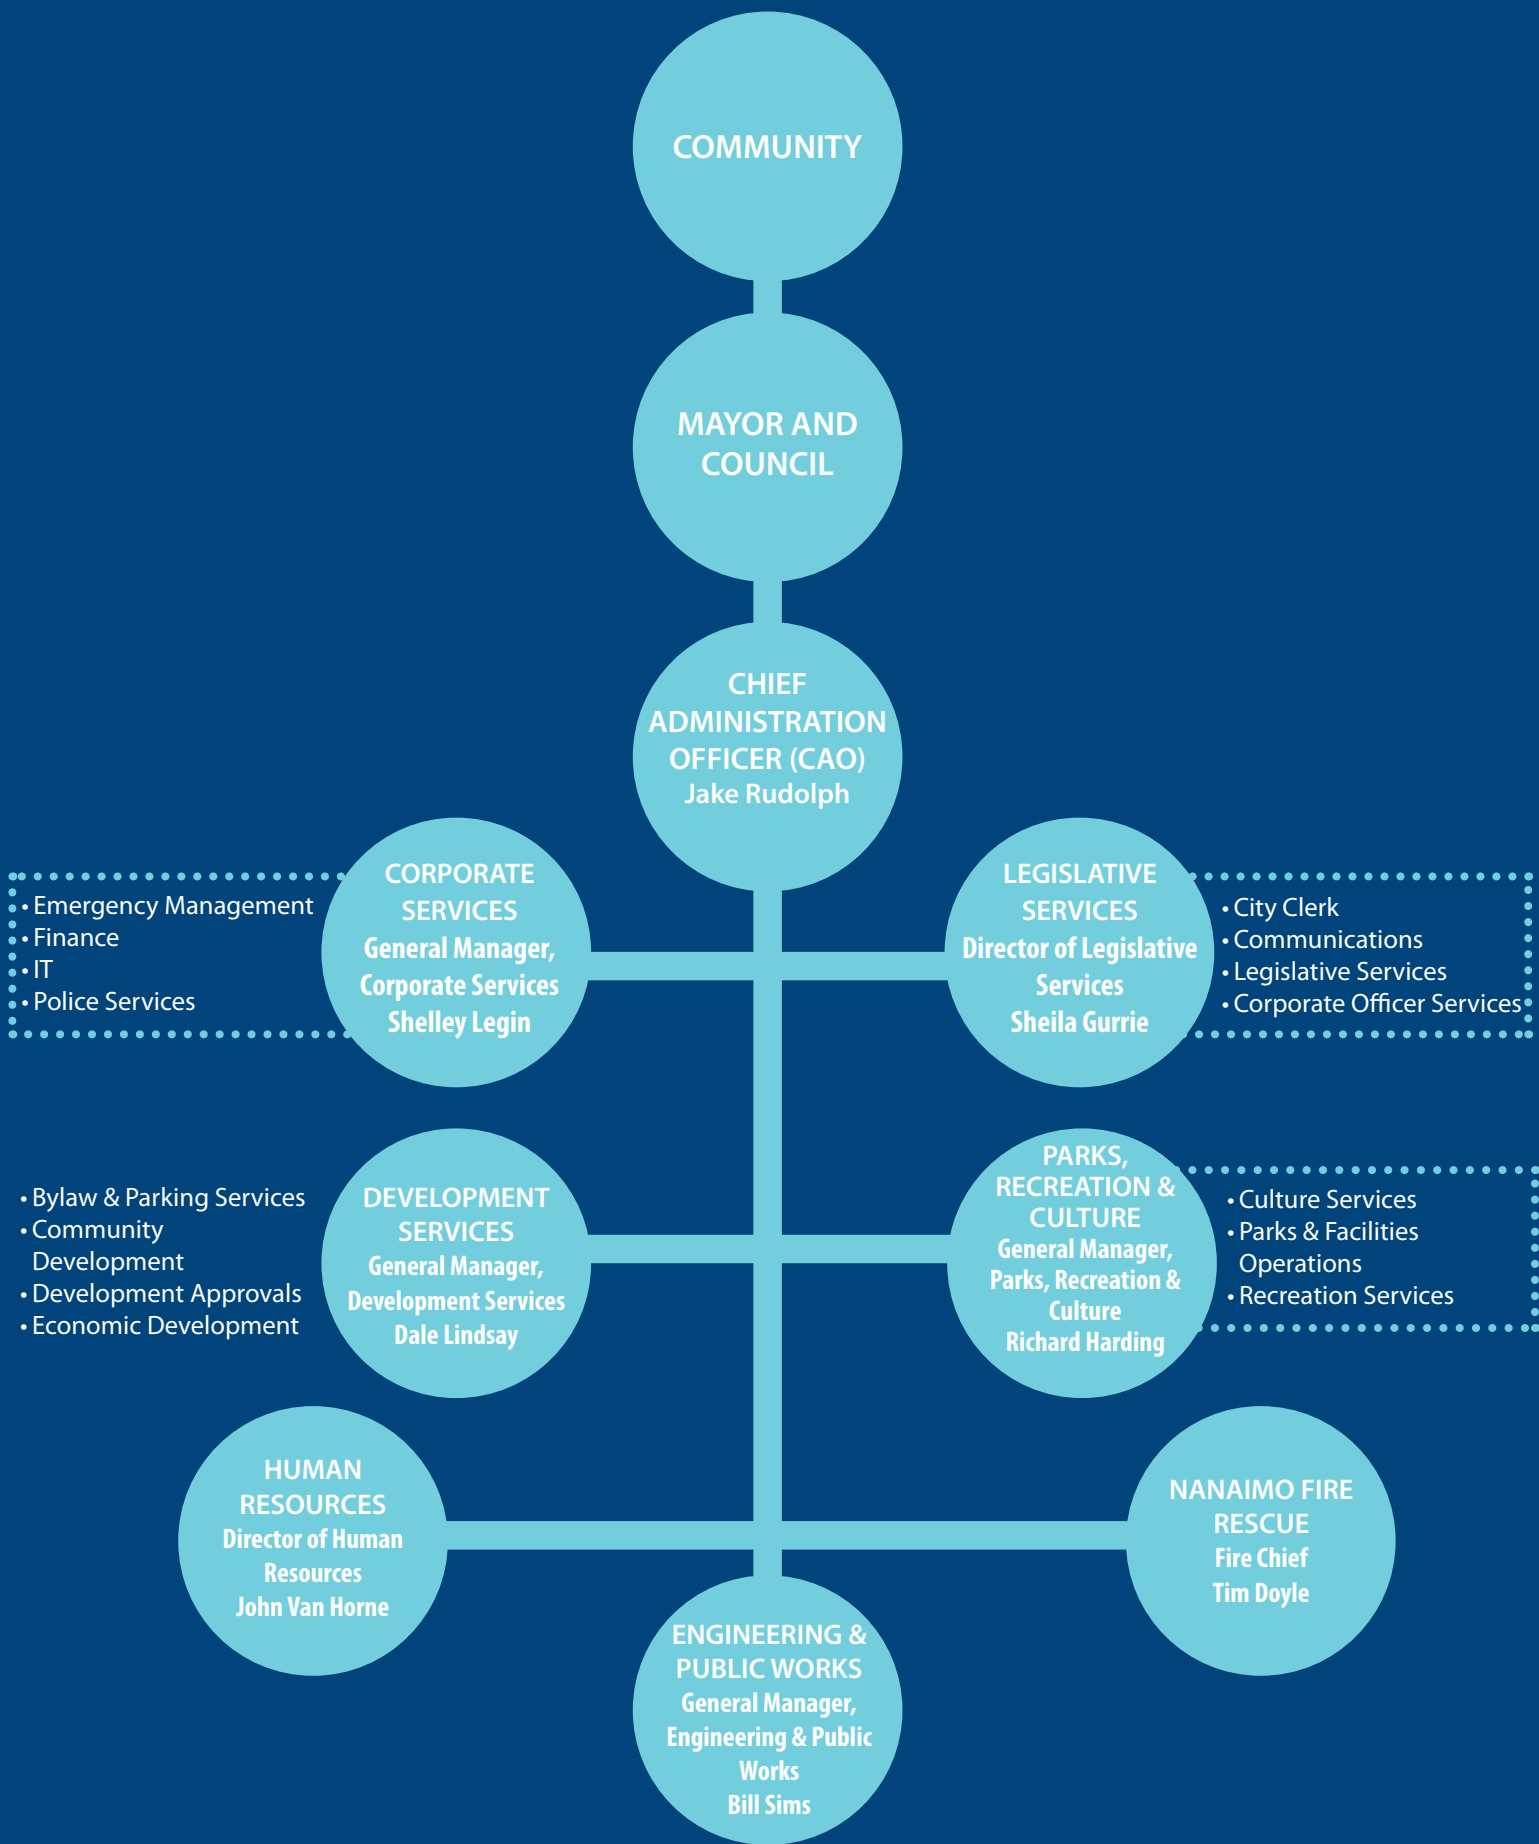 COMMUNITY
MAYOR AND
COUNCIL
CHIEF
ADMINISTRATION
OFFICER (CAO)
Jake Rudolph
CORPORATE
SERVICES
General Manager,
Corporate Services
Shelley Legin
• Emergency Management
• Finance
• IT
• Police Services
LEGISLATIVE
SERVICES
Director of Legislative
Services
Sheila Gurrie
• City Clerk
• Communications
• Legislative Services
• Corporate Officer Services
• Bylaw & Parking Services
• Community
Development
• Development Approvals
• Economic Development
DEVELOPMENT
SERVICES
General Manager,
Development Services
Dale Lindsay
PARKS,
RECREATION &
CULTURE
General Manager,
Parks, Recreation &
Culture
Richard Harding
• Culture Services
• Parks & Facilities
Operations
• Recreation Services
HUMAN
RESOURCES
Director of Human
Resources
John Van Horne
NANAIMO FIRE
RESCUE
Fire Chief
Tim Doyle
ENGINEERING &
PUBLIC WORKS
General Manager,
Engineering & Public
Works
Bill Sims